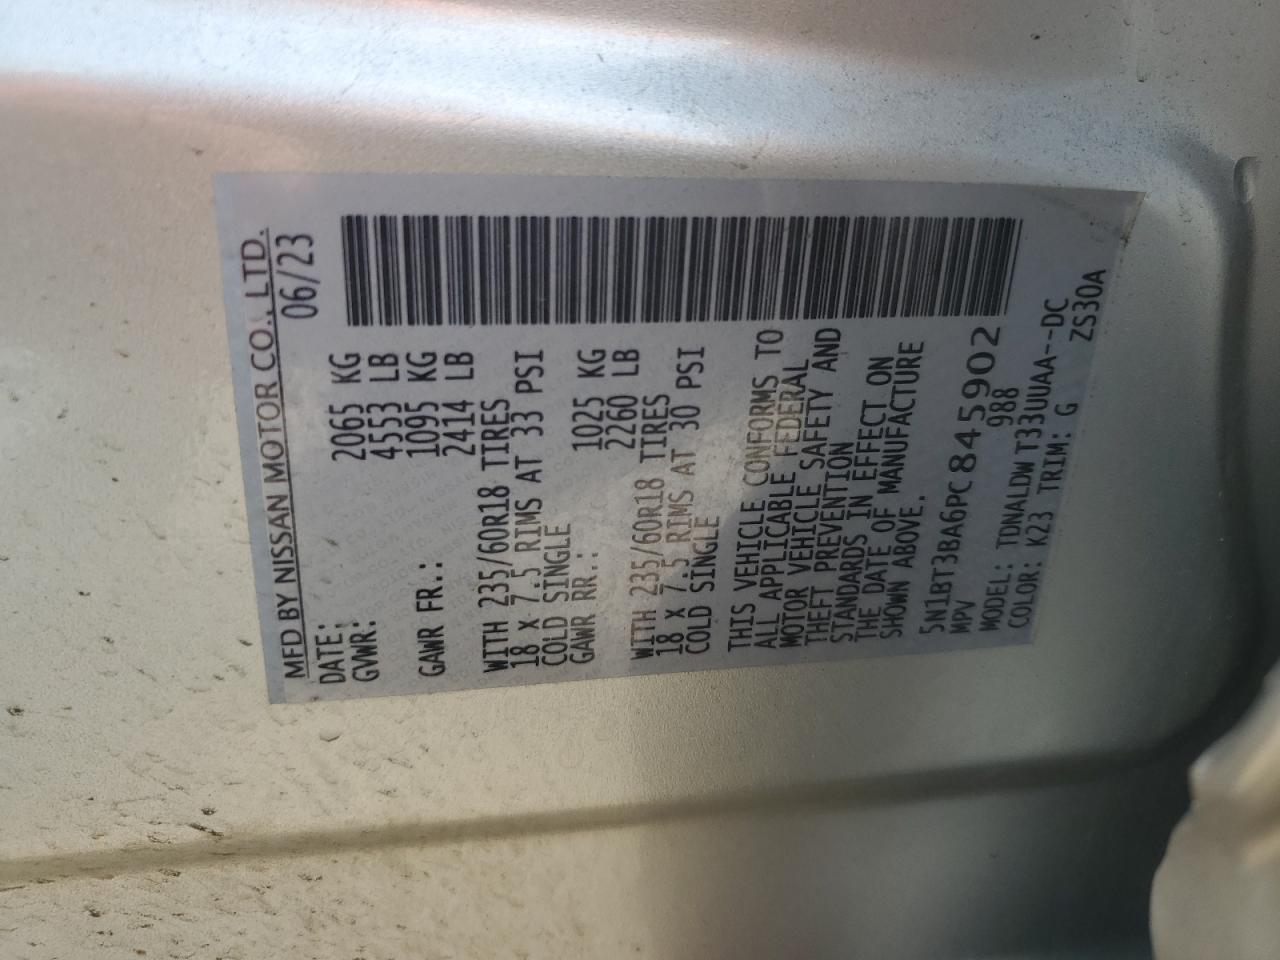 MFD BY NISSAN MOTOR CO., LTD.
DATE: 06/23
GVWR: 2065 KG
4553 LB
GAWR FR.: 1095 KG
2414 LB
WITH 235/60R18 TIRES
18 X 7.5 RIMS AT 33 PSI
COLD SINGLE
GAWR RR.: 1025 KG
2260 LB
WITH 235/60R18 TIRES
18 X 7.5 RIMS AT 30 PSI
COLD SINGLE
THIS VEHICLE CONFORMS TO
ALL APPLICABLE FEDERAL
MOTOR VEHICLE SAFETY AND
THEFT PREVENTION
STANDARDS IN EFFECT ON
THE DATE OF MANUFACTURE
SHOWN ABOVE.
5N1BT3BA6PC845902
MPV 988
MODEL: TDNALDWT33UUAA--DC
COLOR: K23 TRIM: G ZS30A